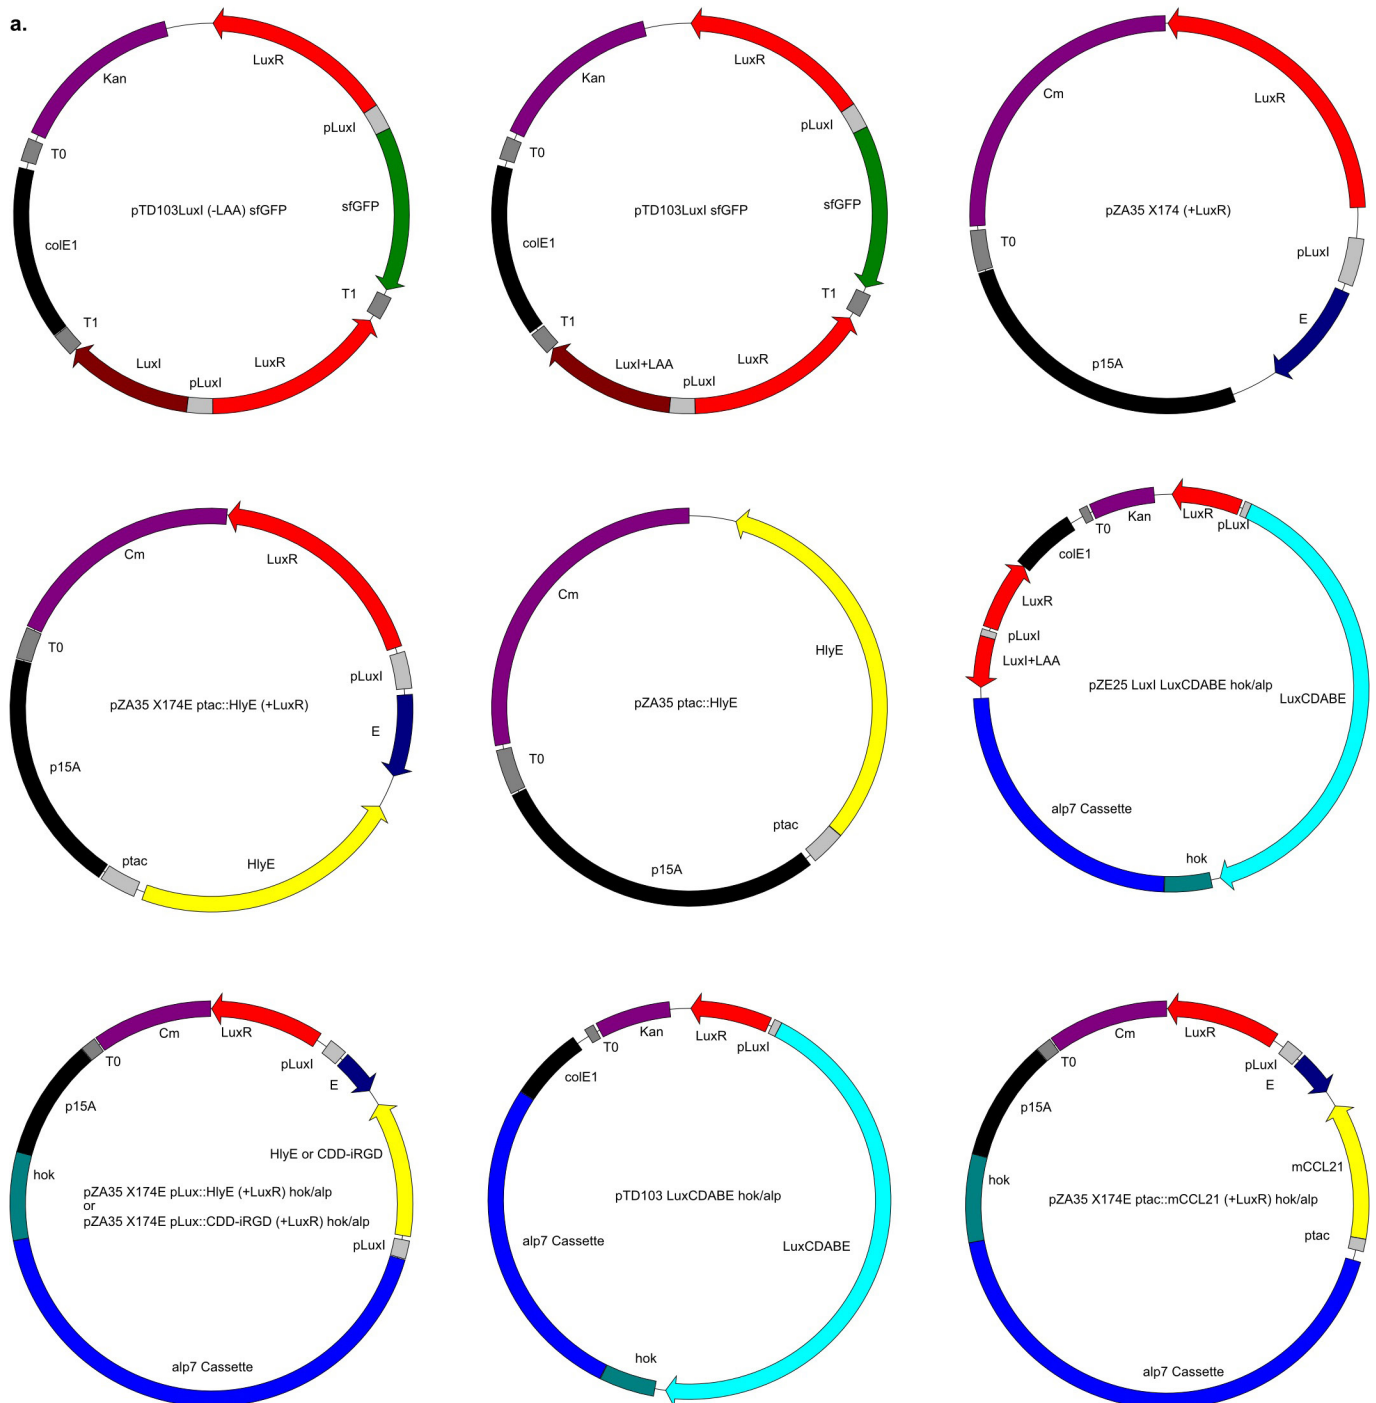 a.
LuxR
Kan
pLuxI
T0
sfGFP
pTD103LuxI (-LAA) sfGFP
colE1
T1
T1
LuxI
LuxR
pLuxI
LuxR
Kan
pLuxI
T0
sfGFP
pTD103LuxI sfGFP
colE1
T1
T1
LuxI+LAA
LuxR
pLuxI
Cm
LuxR
pZA35 X174 (+LuxR)
T0
pLuxI
E
p15A
Cm
LuxR
T0
pLuxI
pZA35 X174E ptac::HlyE (+LuxR)
E
p15A
ptac
HlyE
Cm
HlyE
pZA35 ptac::HlyE
T0
ptac
p15A
Kan
LuxR
T0
pLuxI
colE1
LuxR
pLuxI
LuxI+LAA
pZE25 LuxI LuxCDABE hok/alp
LuxCDABE
alp7 Cassette
hok
Cm
LuxR
T0
pLuxI
E
p15A
HlyE or CDD-iRGD
hok
pZA35 X174E pLux::HlyE (+LuxR) hok/alp
or
pZA35 X174E pLux::CDD-iRGD (+LuxR) hok/alp
pLuxI
alp7 Cassette
Kan
LuxR
T0
pLuxI
colE1
pTD103 LuxCDABE hok/alp
alp7 Cassette
LuxCDABE
hok
Cm
LuxR
T0
pLuxI
E
p15A
mCCL21
hok
pZA35 X174E ptac::mCCL21 (+LuxR) hok/alp
ptac
alp7 Cassette